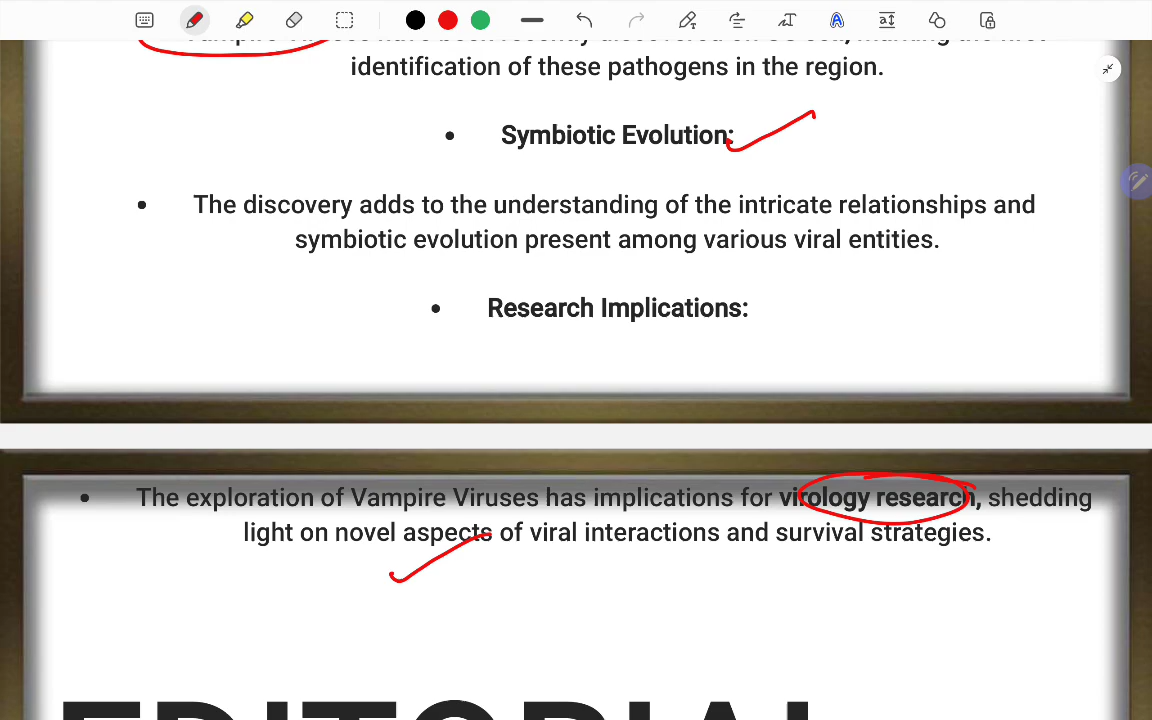 identification of these pathogens in the region.
• Symbiotic Evolution:
• The discovery adds to the understanding of the intricate relationships and
symbiotic evolution present among various viral entities.
• Research Implications:
• The exploration of Vampire Viruses has implications for virology research, shedding
light on novel aspects of viral interactions and survival strategies.
EDITORIAL